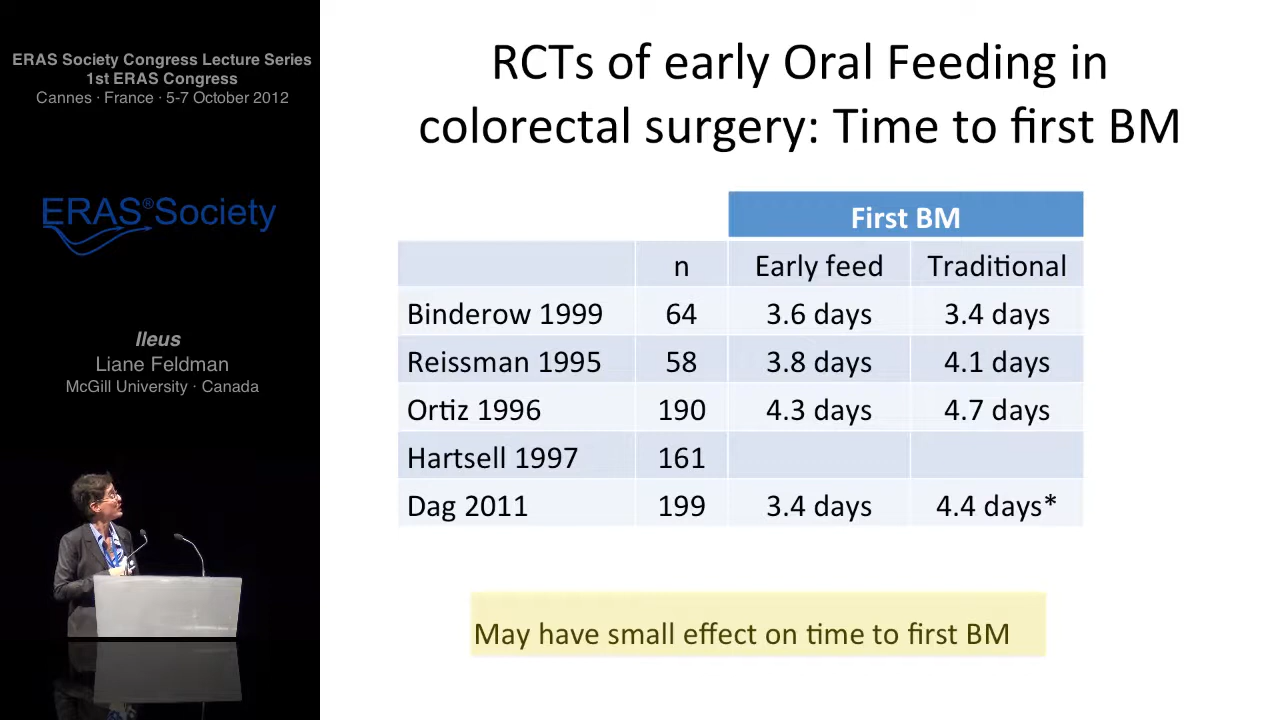 ERAS Society Congress Lecture Series
1st ERAS Congress
Cannes · France · 5-7 October 2012
ERAS®Society
Ileus
Liane Feldman
McGill University · Canada
RCTs of early Oral Feeding in
colorectal surgery: Time to first BM
First BM
n Early feed Traditional
Binderow 1999 64 3.6 days 3.4 days
Reissman 1995 58 3.8 days 4.1 days
Ortiz 1996 190 4.3 days 4.7 days
Hartsell 1997 161
Dag 2011 199 3.4 days 4.4 days*
May have small effect on time to first BM